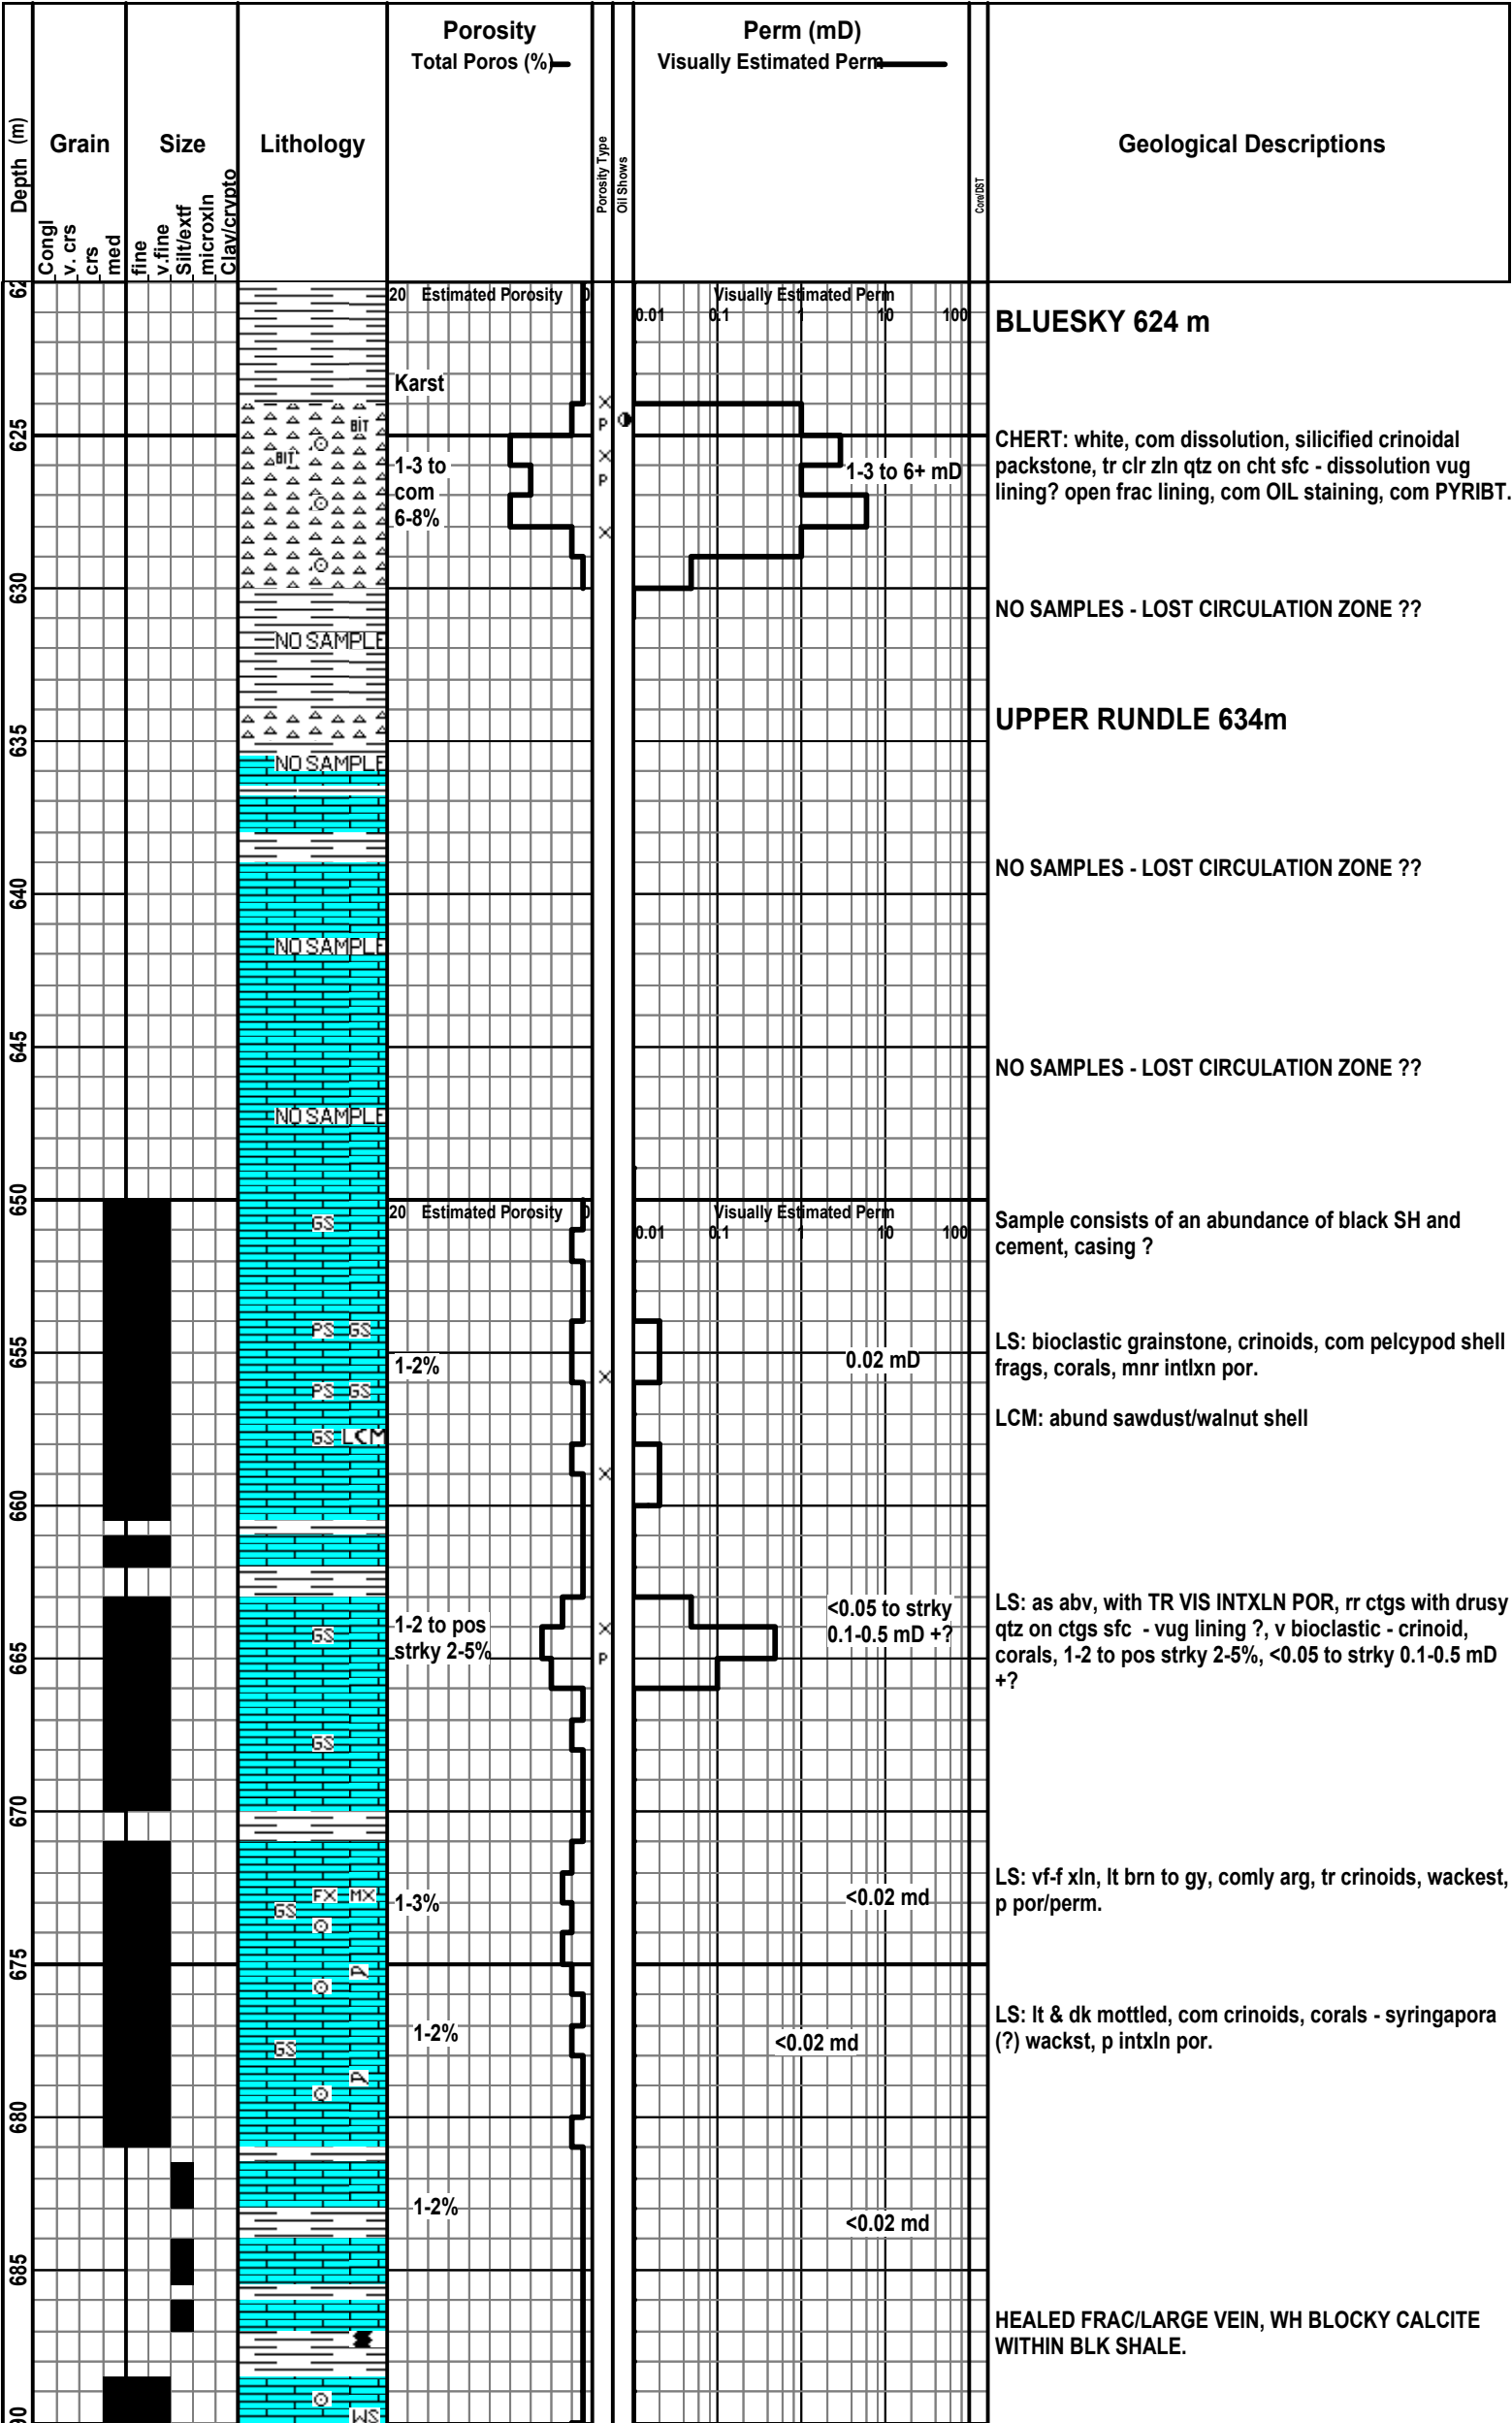 Porosity
Total Poros (%)
Perm (mD)
Visually Estimated Perm
Depth (m)
Grain
Size
Lithology
Porosity Type
Oil Shows
Core/DST
Geological Descriptions
Congl
v. crs
crs
med
fine
v.fine
Silt/extf
microxln
Clay/crypto
62
20 Estimated Porosity 0
Visually Estimated Perm
0.01 0.1 1 10 100
BLUESKY 624 m
Karst
X
P
BIT
625
BIT
X
P
1-3 to
com
6-8%
1-3 to 6+ mD
CHERT: white, com dissolution, silicified crinoidal
packstone, tr clr zln qtz on cht sfc - dissolution vug
lining? open frac lining, com OIL staining, com PYRIBT.
X
630
NO SAMPLES - LOST CIRCULATION ZONE ??
NO SAMPLE
UPPER RUNDLE 634m
635
NO SAMPLE
NO SAMPLES - LOST CIRCULATION ZONE ??
640
NO SAMPLE
645
NO SAMPLES - LOST CIRCULATION ZONE ??
NO SAMPLE
650
20 Estimated Porosity 0
Visually Estimated Perm
0.01 0.1 1 10 100
GS
Sample consists of an abundance of black SH and
cement, casing ?
PS GS
655
1-2%
X
0.02 mD
LS: bioclastic grainstone, crinoids, com pelcypod shell
frags, corals, mnr intlxn por.
PS GS
LCM: abund sawdust/walnut shell
GS LCM
X
660
GS
1-2 to pos
strky 2-5%
X
P
<0.05 to strky
0.1-0.5 mD +?
LS: as abv, with TR VIS INTXLN POR, rr ctgs with drusy
qtz on ctgs sfc - vug lining ?, v bioclastic - crinoid,
corals, 1-2 to pos strky 2-5%, <0.05 to strky 0.1-0.5 mD
+?
665
GS
670
FX MX
GS
1-3%
<0.02 md
LS: vf-f xln, lt brn to gy, comly arg, tr crinoids, wackest,
p por/perm.
675
A
1-2%
<0.02 md
LS: lt & dk mottled, com crinoids, corals - syringapora
(?) wackst, p intxln por.
GS
A
680
1-2%
<0.02 md
685
HEALED FRAC/LARGE VEIN, WH BLOCKY CALCITE
WITHIN BLK SHALE.
WS
90